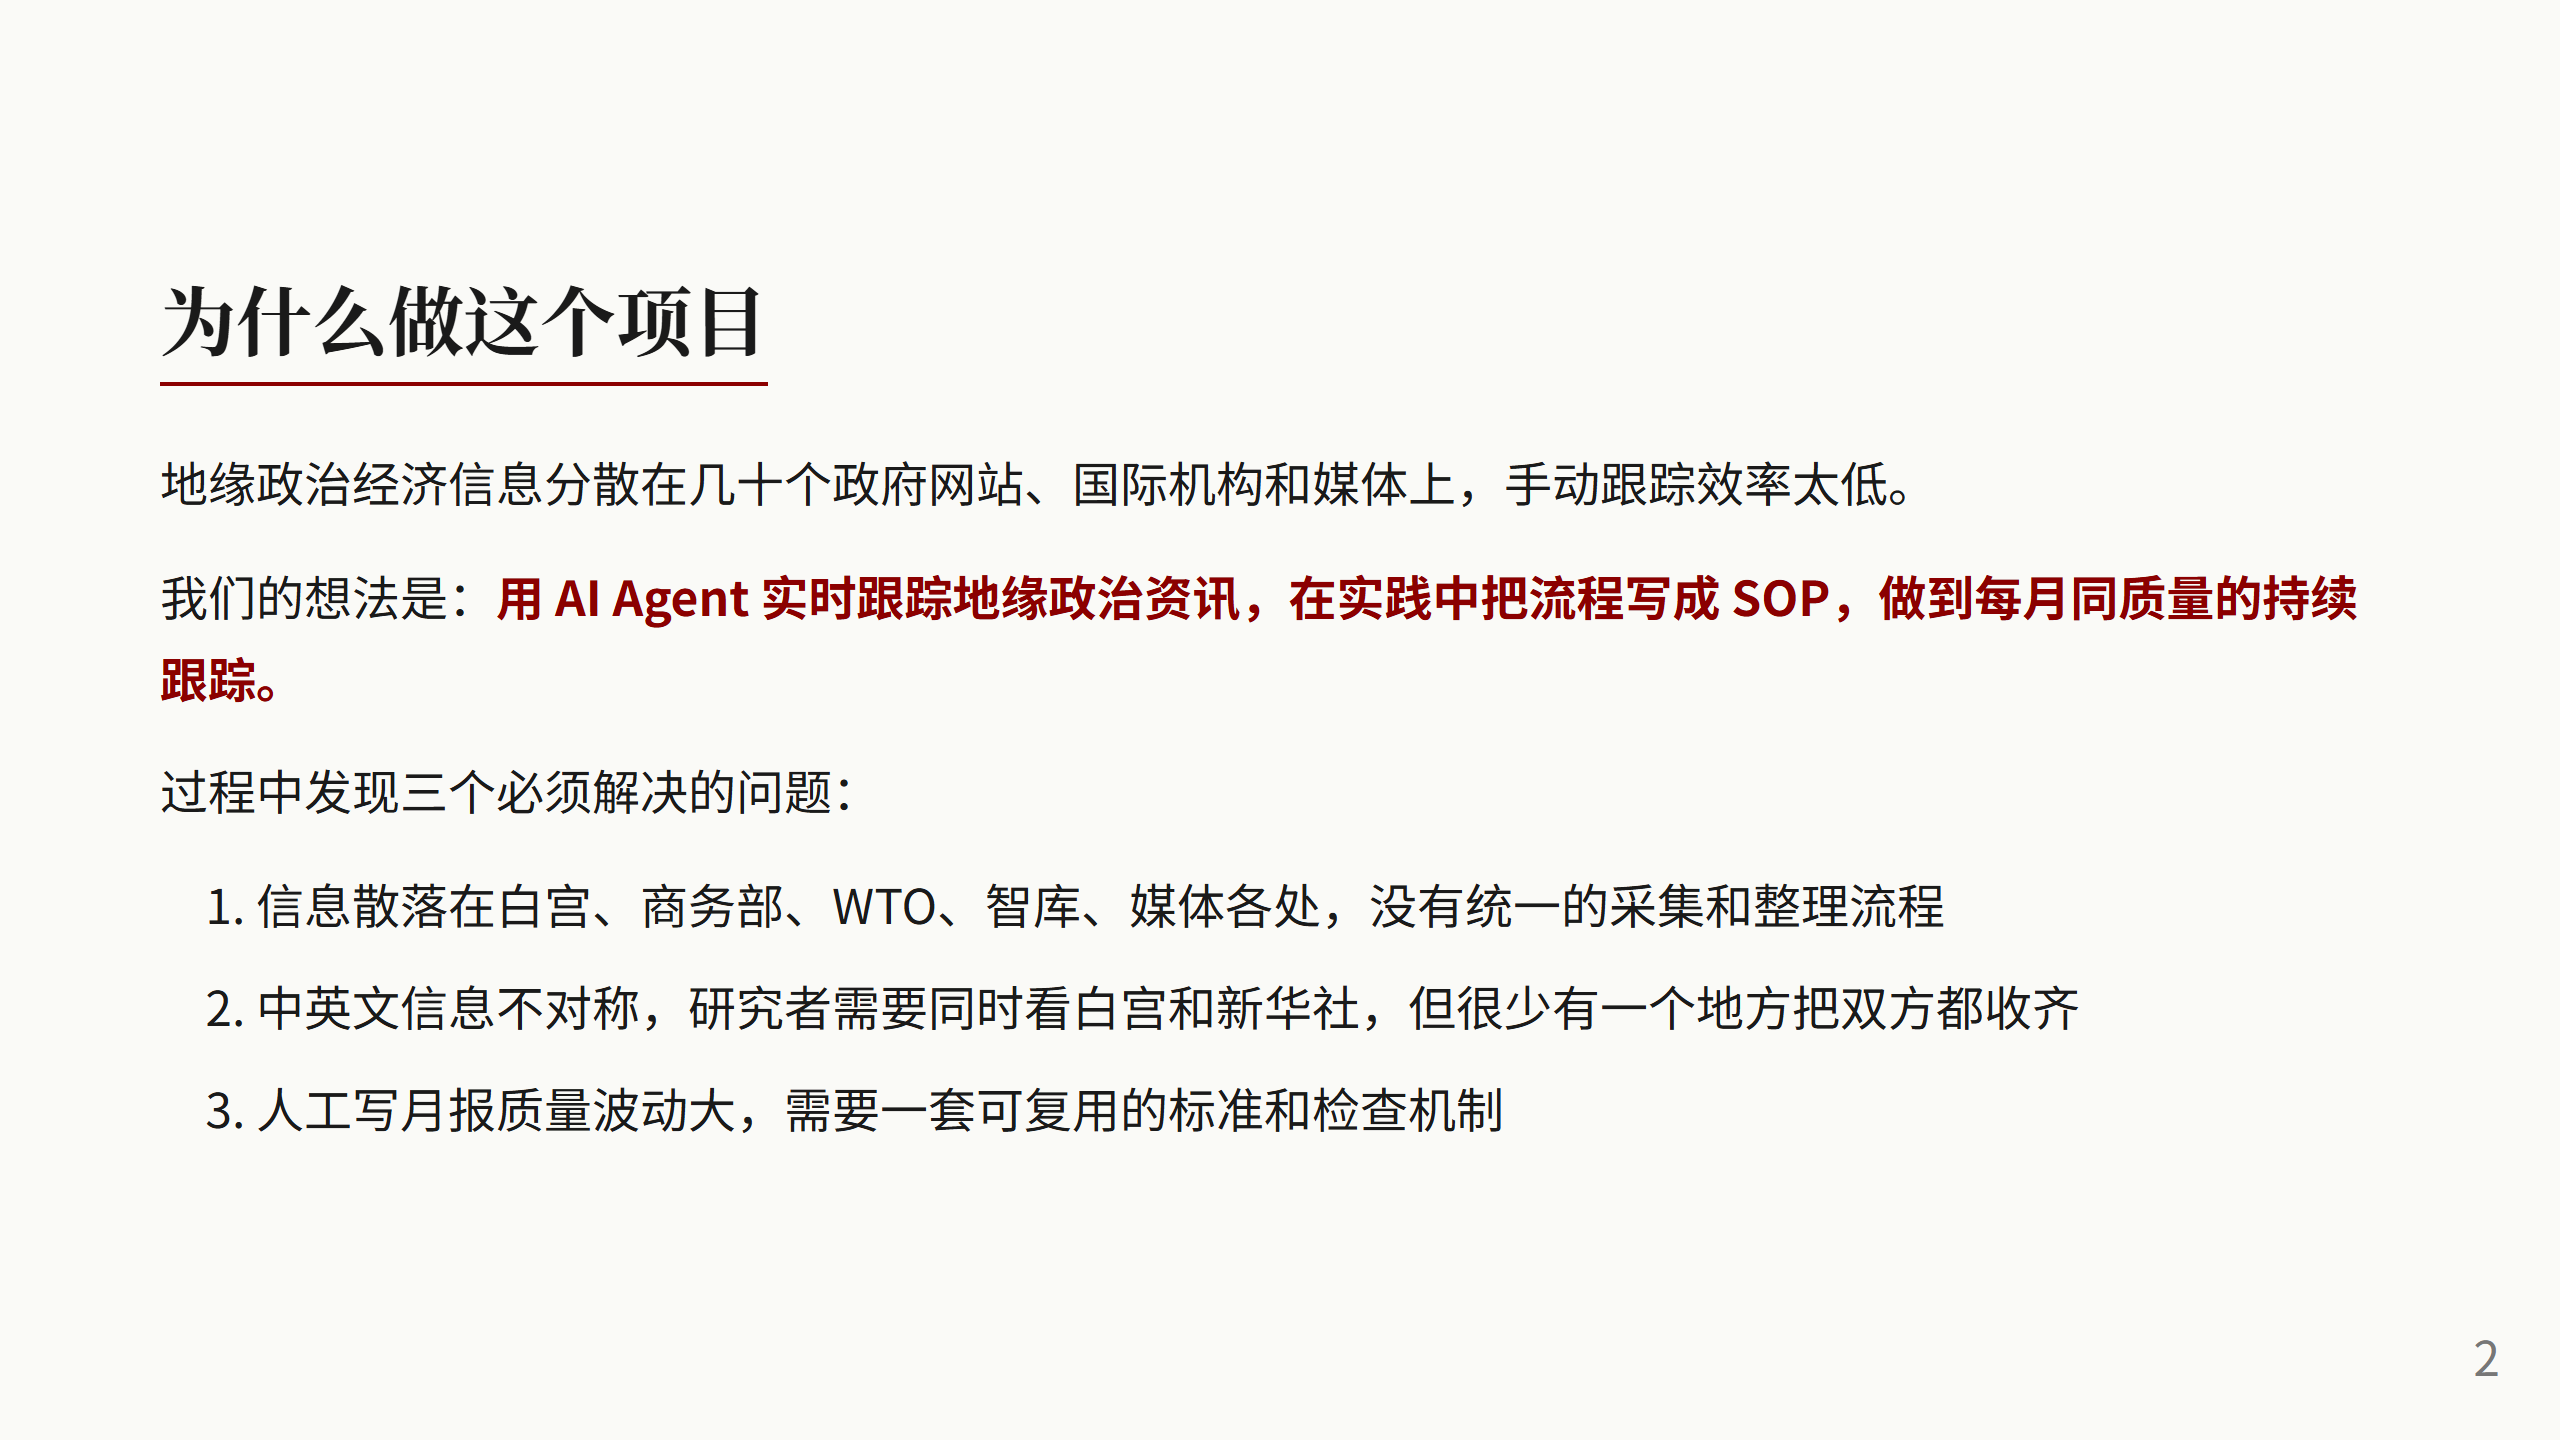 为什么做这个项目
地缘政治经济信息分散在几十个政府网站、国际机构和媒体上，手动跟踪效率太低。
我们的想法是：用 AI Agent 实时跟踪地缘政治资讯，在实践中把流程写成 SOP，做到每月同质量的持续
跟踪。
过程中发现三个必须解决的问题：
1. 信息散落在白宫、商务部、WTO、智库、媒体各处，没有统一的采集和整理流程
2. 中英文信息不对称，研究者需要同时看白宫和新华社，但很少有一个地方把双方都收齐
3. 人工写月报质量波动大，需要一套可复用的标准和检查机制
2